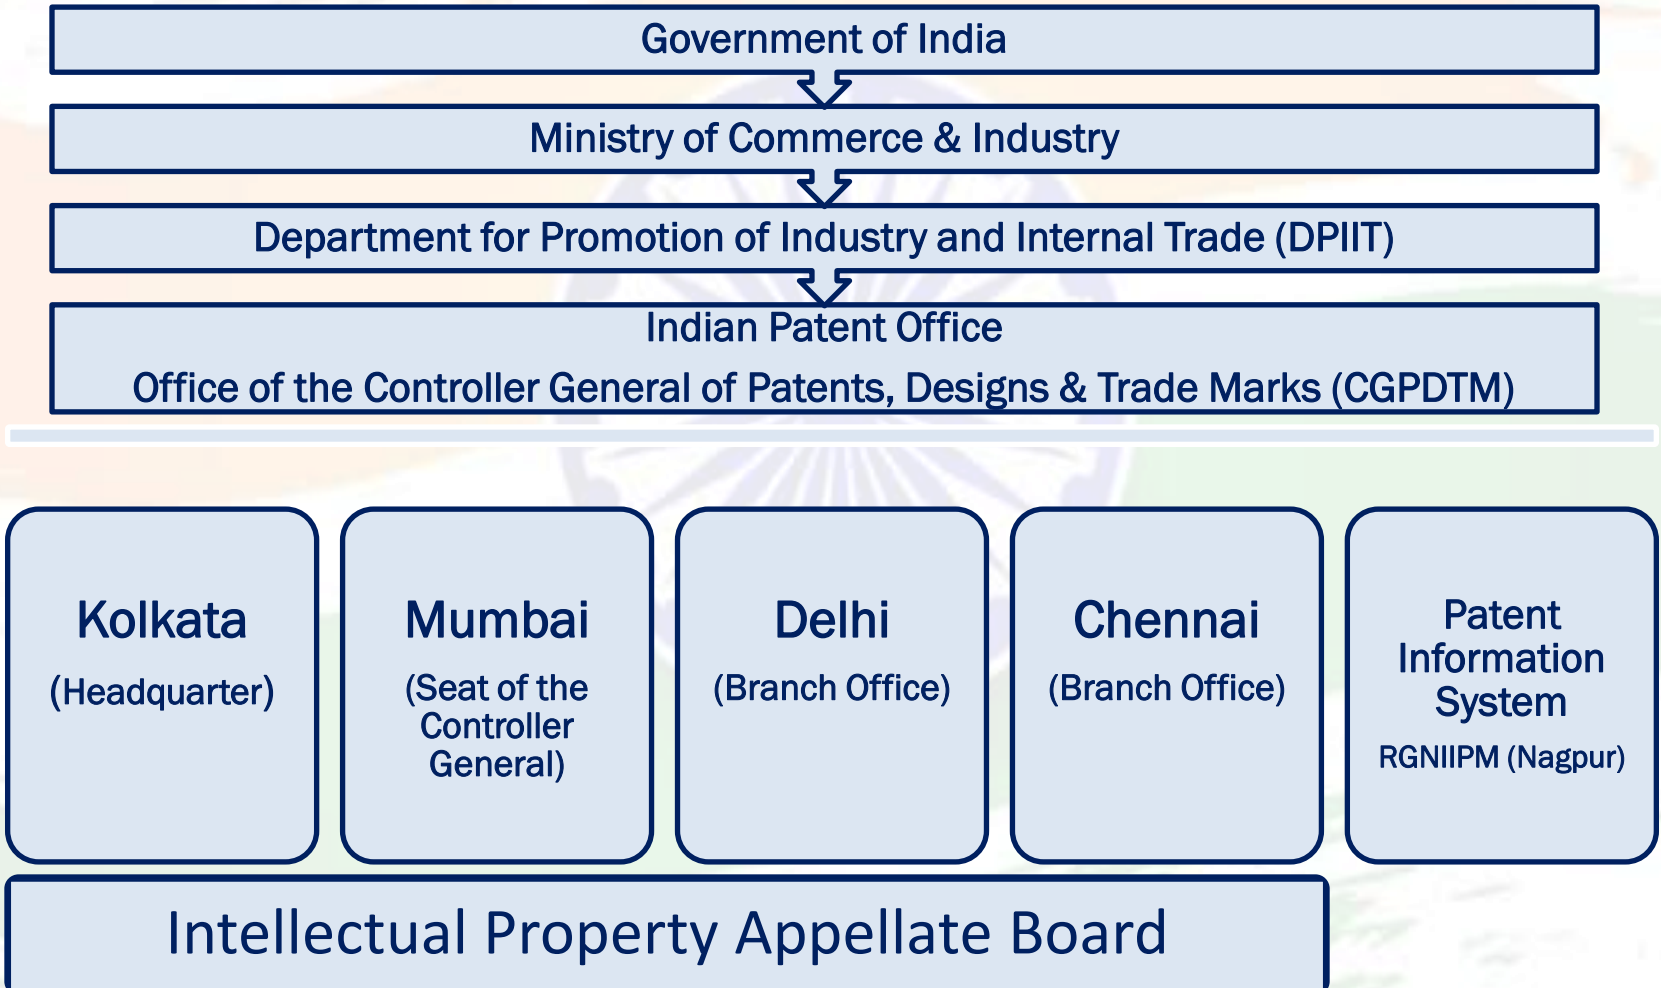 Government of India
Ministry of Commerce & Industry
Department for Promotion of Industry and Internal Trade (DPIIT)
Indian Patent Office
Office of the Controller General of Patents, Designs & Trade Marks (CGPDTM)
Kolkata
(Headquarter)
Mumbai
(Seat of the
Controller
General)
Delhi
(Branch Office)
Chennai
(Branch Office)
Patent
Information
System
RGNIIPM (Nagpur)
Intellectual Property Appellate Board